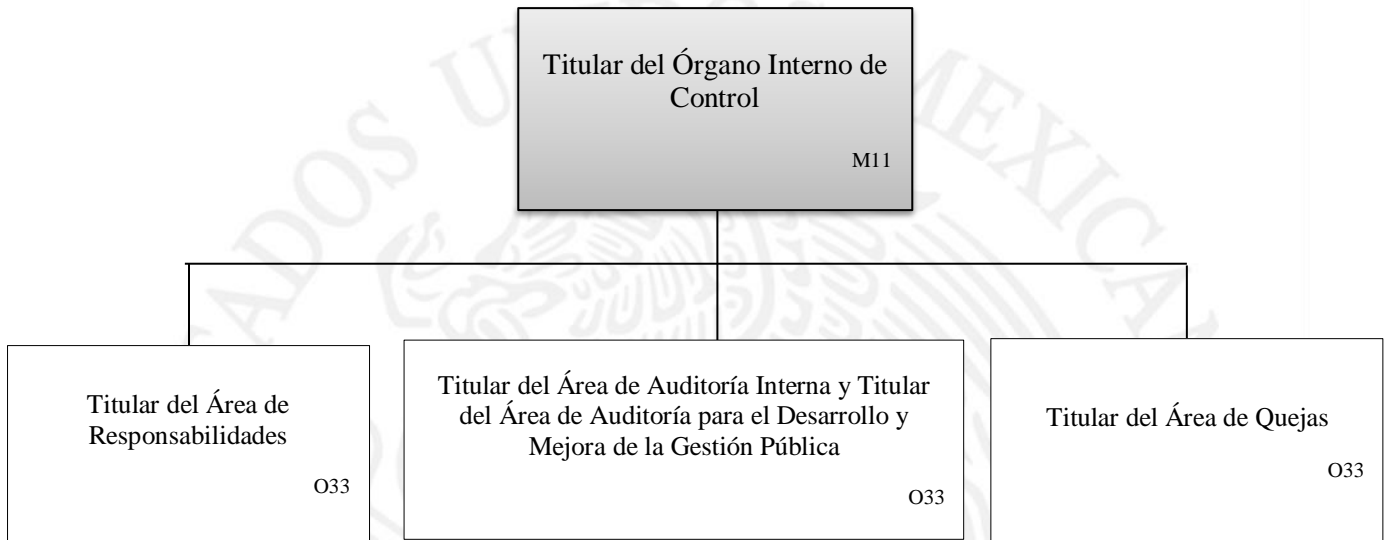 Titular del Órgano Interno de
Control
M11
Titular del Área de
Responsabilidades
O33
Titular del Área de Auditoría Interna y Titular
del Área de Auditoría para el Desarrollo y
Mejora de la Gestión Pública
O33
Titular del Área de Quejas
O33